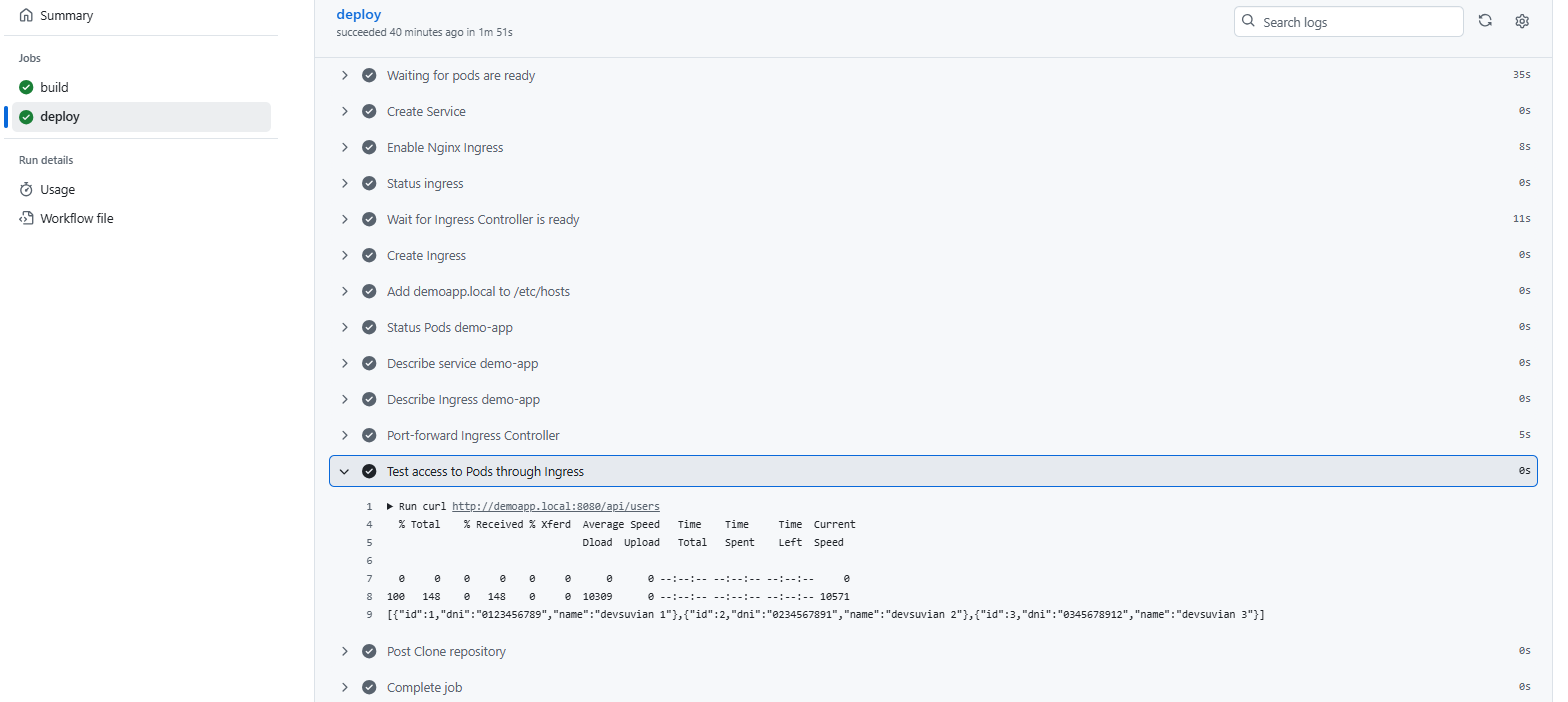 Summary
Jobs
build
deploy
Run details
Usage
Workflow file
deploy
succeeded 40 minutes ago in 1m 51s
Search logs
Waiting for pods are ready 35s
Create Service 0s
Enable Nginx Ingress 8s
Status ingress 0s
Wait for Ingress Controller is ready 11s
Create Ingress 0s
Add demoapp.local to /etc/hosts 0s
Status Pods demo-app 0s
Describe service demo-app 0s
Describe Ingress demo-app 0s
Port-forward Ingress Controller 5s
Test access to Pods through Ingress 0s
1 ▶ Run curl http://demoapp.local:8080/api/users
4 % Total % Received % Xferd Average Speed Time Time Time Current
5 Dload Upload Total Spent Left Speed
6
7 0 0 0 0 0 0 0 0 --:--:-- --:--:-- --:--:-- 0
8 100 148 0 148 0 0 10309 0 --:--:-- --:--:-- --:--:-- 10571
9 [{"id":1,"dni":"0123456789","name":"devsuvian 1"},{"id":2,"dni":"0234567891","name":"devsuvian 2"},{"id":3,"dni":"0345678912","name":"devsuvian 3"}]
Post Clone repository 0s
Complete job 0s